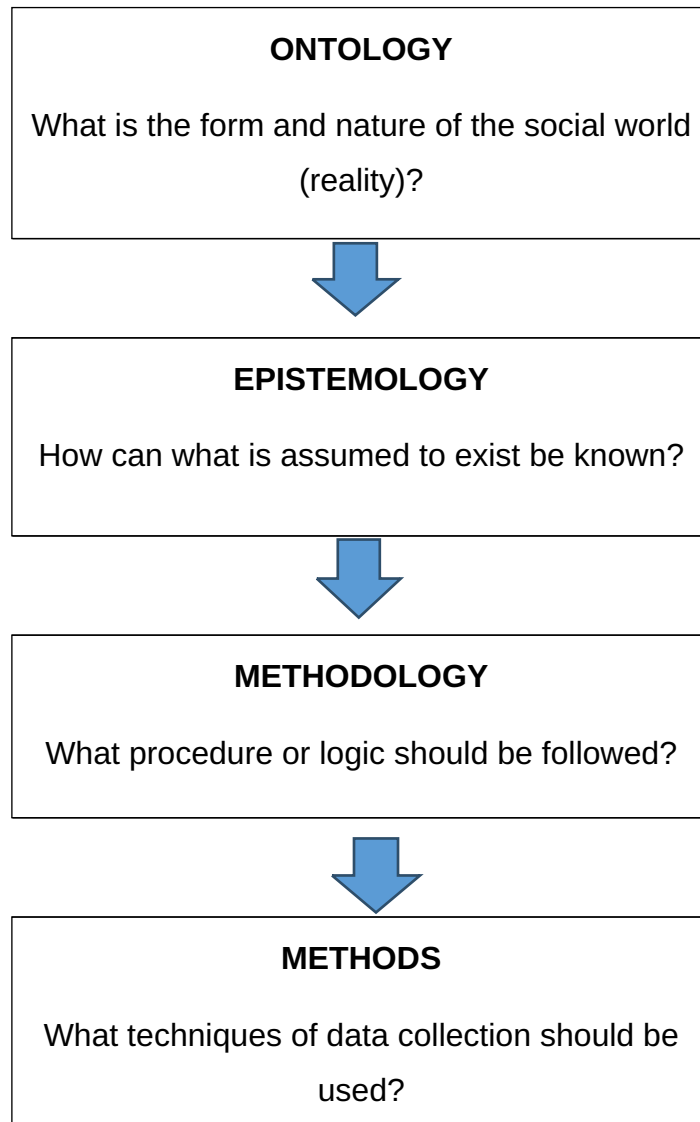 ONTOLOGY
What is the form and nature of the social world
(reality)?
EPISTEMOLOGY
How can what is assumed to exist be known?
METHODOLOGY
What procedure or logic should be followed?
METHODS
What techniques of data collection should be
used?